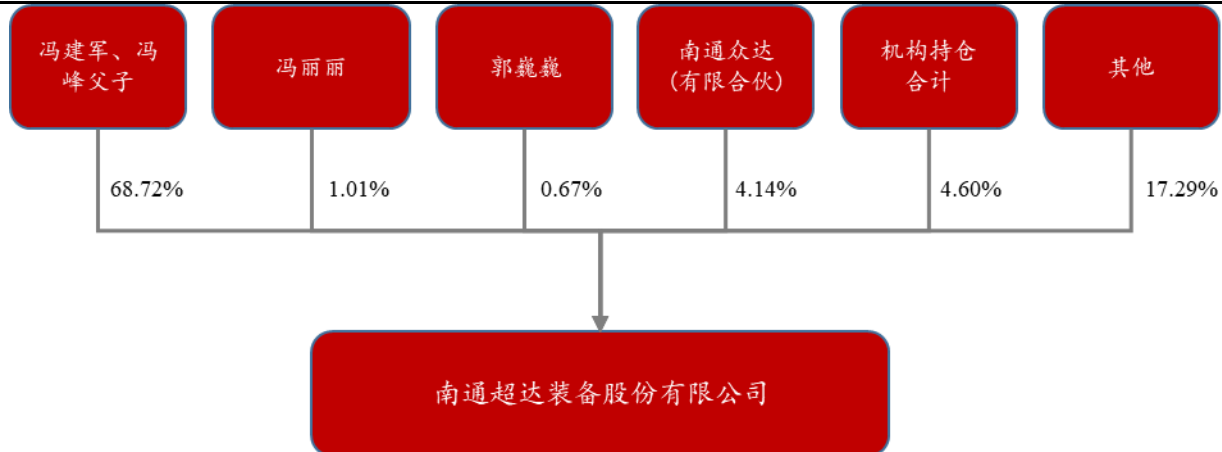 冯建军、冯
峰父子
冯丽丽
郭巍巍
南通众达
(有限合伙)
机构持仓
合计
其他
68.72%
1.01%
0.67%
4.14%
4.60%
17.29%
南通超达装备股份有限公司